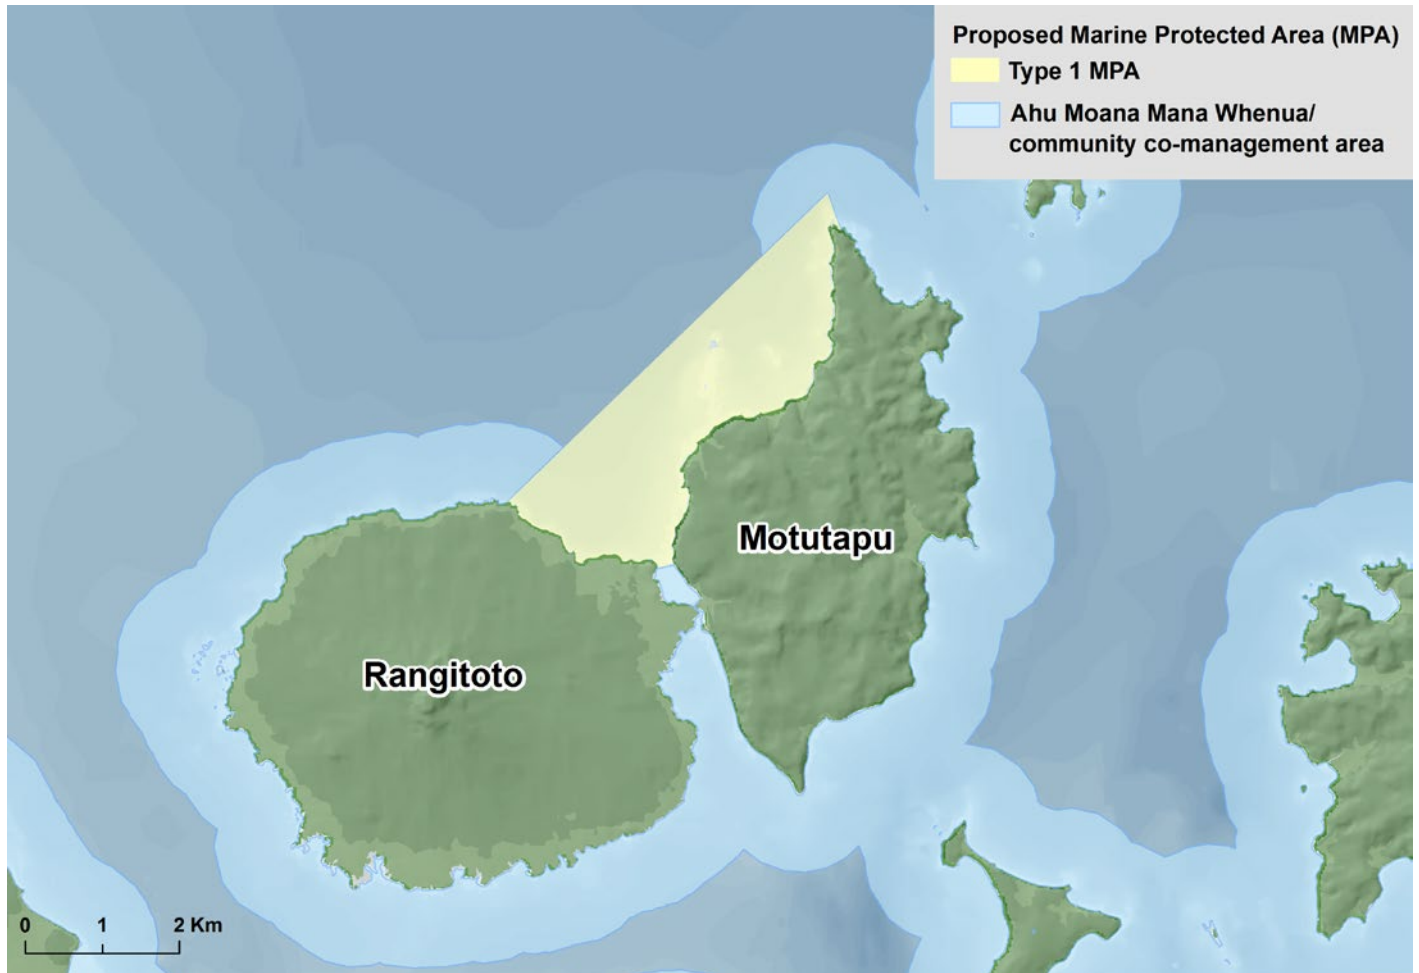 Proposed Marine Protected Area (MPA)
Type 1 MPA
Ahu Moana Mana Whenua/
community co-management area
Motutapu
Rangitoto
0 1 2 Km